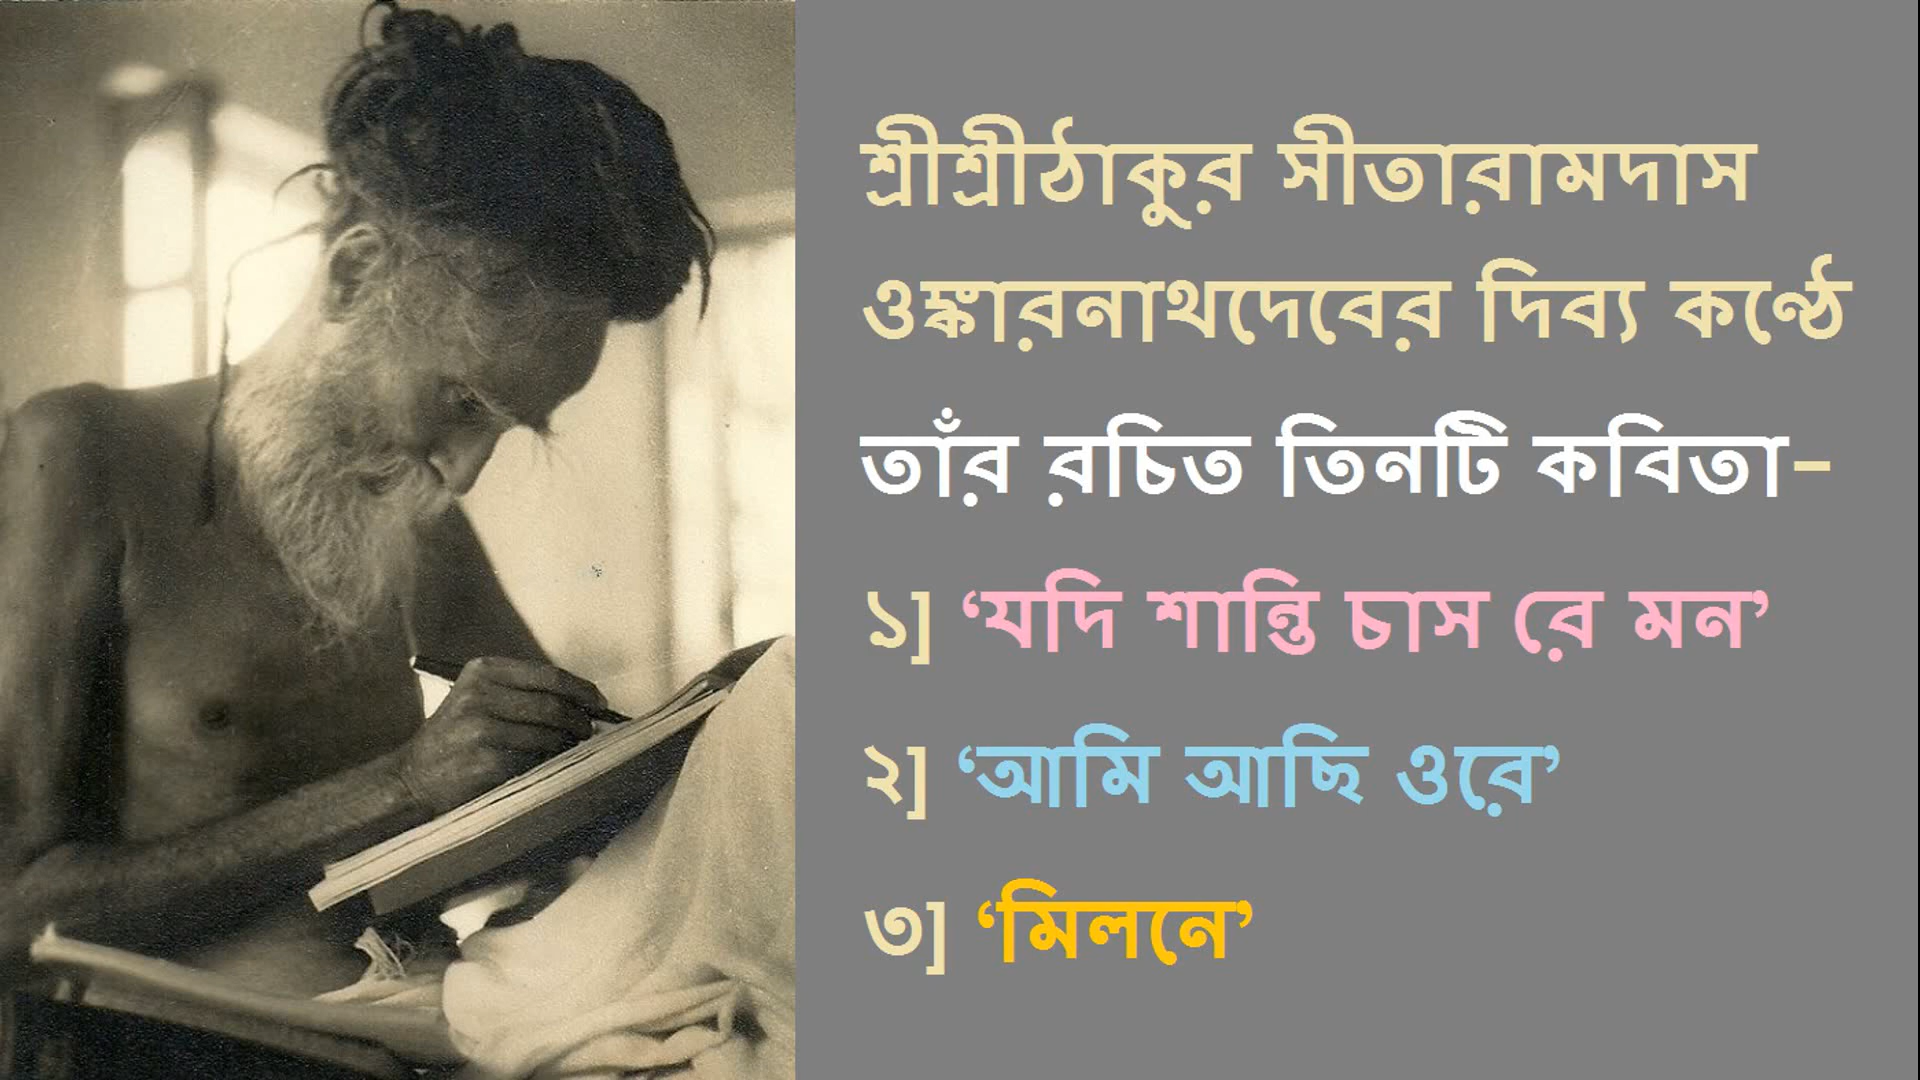 শ্রীশ্রীঠাকুর সীতারামদাস
ওঙ্কারনাথদেবের দিব্য কণ্ঠে
তাঁর রচিত তিনটি কবিতা–
১] ‘যদি শান্তি চাস রে মন’
২] ‘আমি আছি ওরে’
৩] ‘মিলনে’